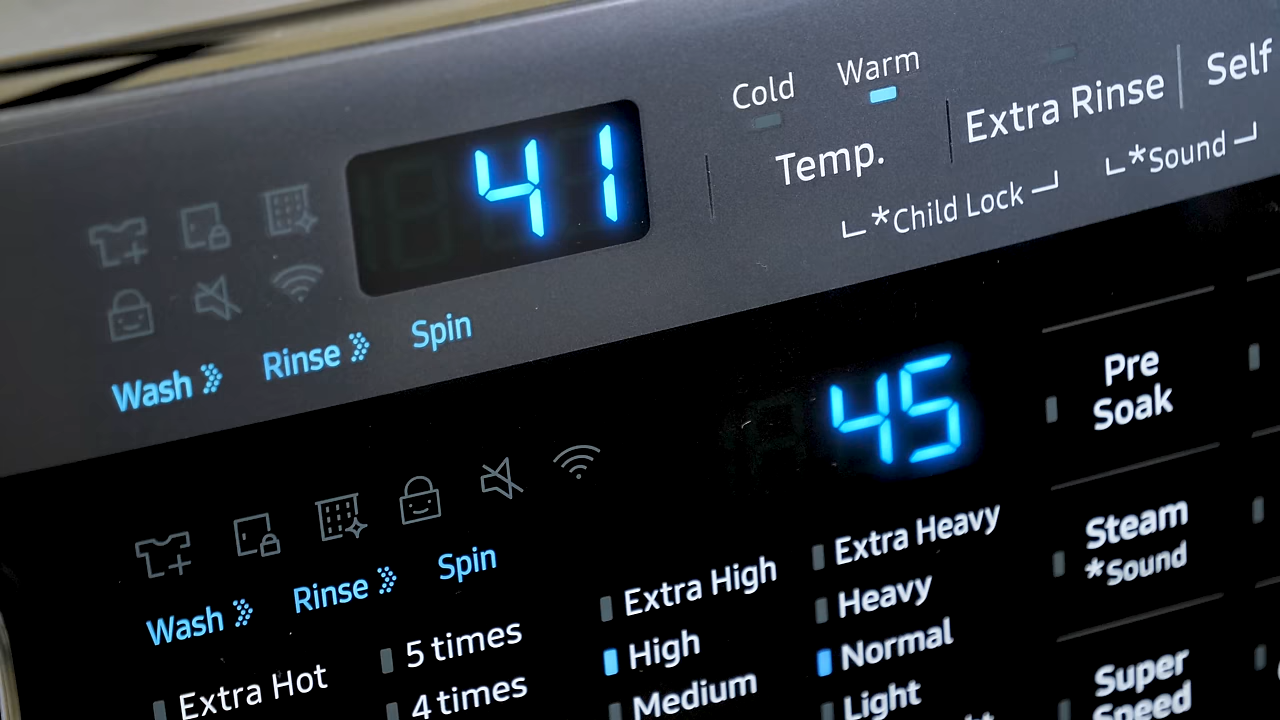 41
Cold
Warm
Temp.
Extra Rinse
Self
*Child Lock
*Sound
Wash
Rinse
Spin
45
Pre
Soak
Wash
Rinse
Spin
Extra Hot
5 times
4 times
Extra High
High
Medium
Extra Heavy
Heavy
Normal
Light
Steam
*Sound
Super
Speed